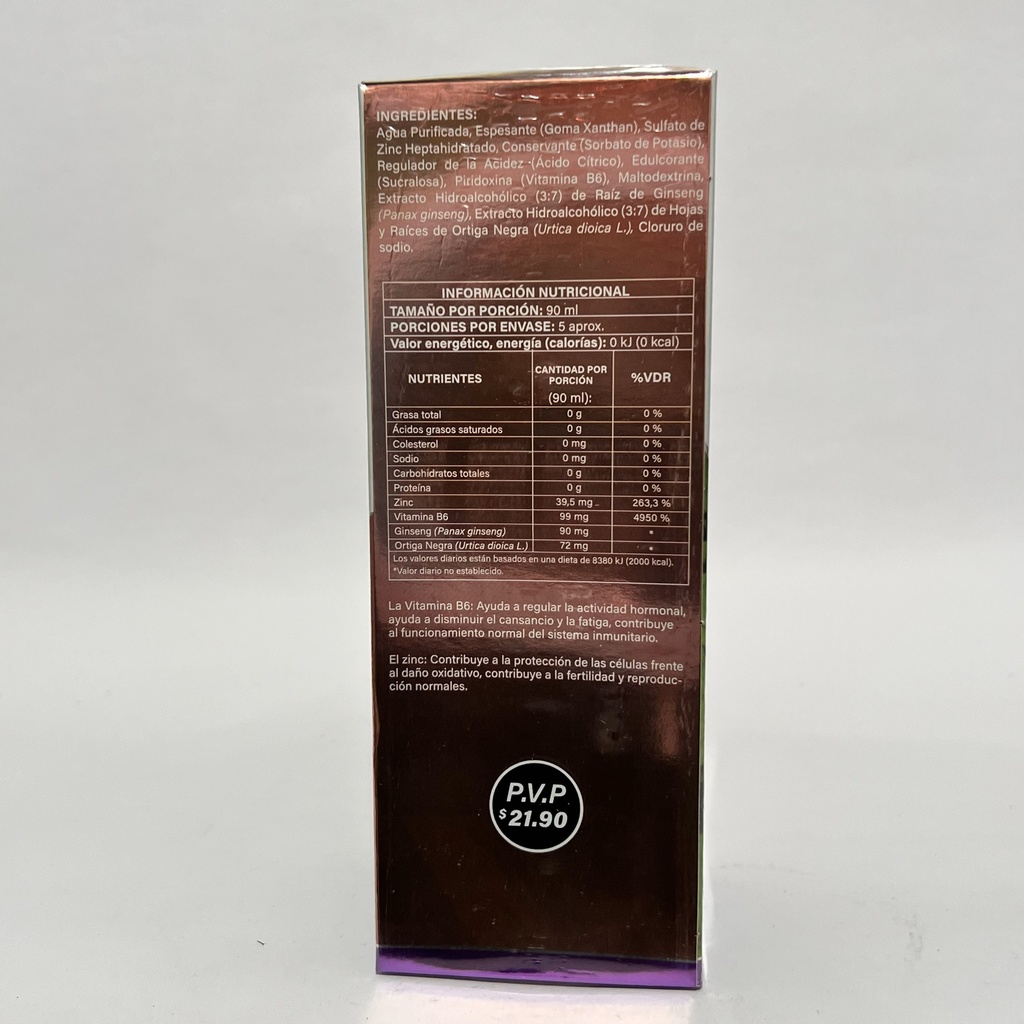 INGREDIENTES:
Agua Purificada, Espesante (Goma Xanthan), Sulfato de
Zinc Heptahidratado, Conservante (Sorbato de Potasio),
Regulador de la Acidez (Ácido Cítrico), Edulcorante
(Sucralosa), Piridoxina (Vitamina B6), Maltodextrina,
Extracto Hidroalcohólico (3:7) de Raíz de Ginseng
(Panax ginseng), Extracto Hidroalcohólico (3:7) de Hojas
y Raíces de Ortiga Negra (Urtica dioica L.), Cloruro de
sodio.
INFORMACIÓN NUTRICIONAL
TAMAÑO POR PORCIÓN: 90 ml
PORCIONES POR ENVASE: 5 aprox.
Valor energético, energía (calorías): 0 kJ (0 kcal)
NUTRIENTES CANTIDAD POR PORCIÓN (90 ml): %VDR
Grasa total 0 g 0 %
Ácidos grasos saturados 0 g 0 %
Colesterol 0 mg 0 %
Sodio 0 mg 0 %
Carbohidratos totales 0 g 0 %
Proteína 0 g 0 %
Zinc 39,5 mg 263,3 %
Vitamina B6 99 mg 4950 %
Ginseng (Panax ginseng) 90 mg *
Ortiga Negra (Urtica dioica L.) 72 mg *
Los valores diarios están basados en una dieta de 8380 kJ (2000 kcal).
*Valor diario no establecido.
La Vitamina B6: Ayuda a regular la actividad hormonal,
ayuda a disminuir el cansancio y la fatiga, contribuye
al funcionamiento normal del sistema inmunitario.
El zinc: Contribuye a la protección de las células frente
al daño oxidativo, contribuye a la fertilidad y reproduc-
ción normales.
P.V.P
$21.90